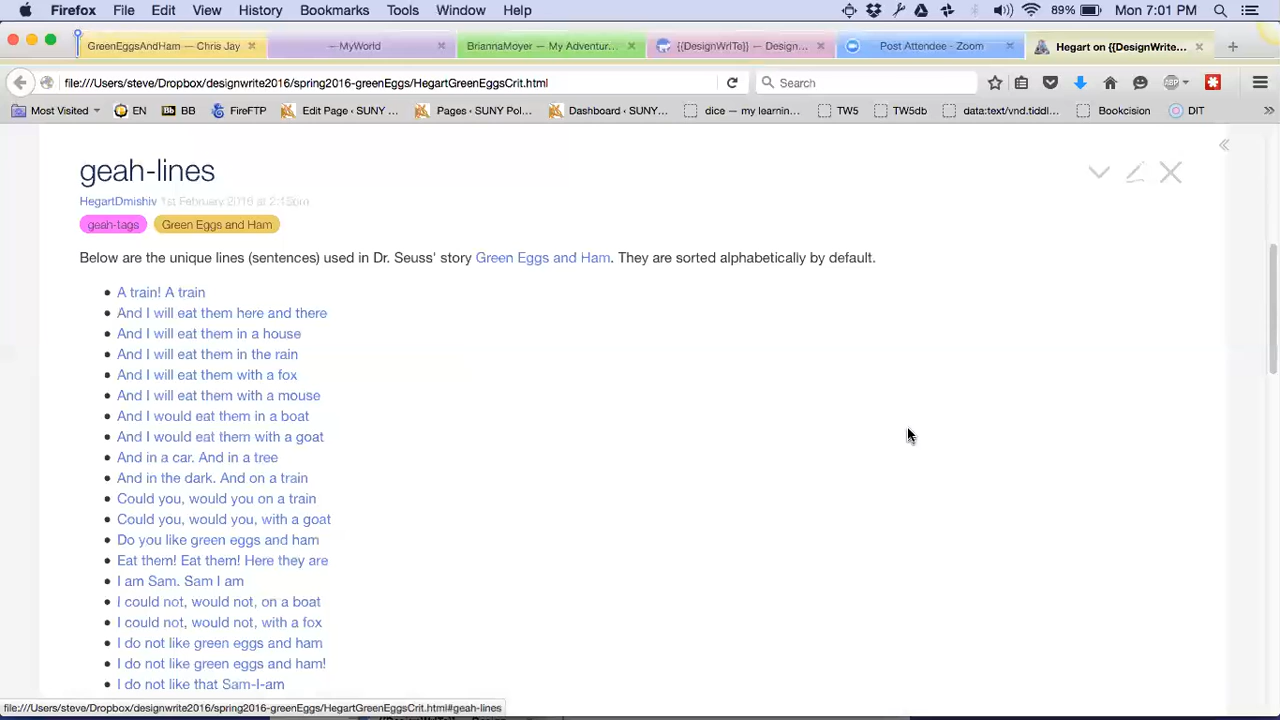 Firefox File Edit View History Bookmarks Tools Window Help 89% Mon 7:01 PM
GreenEggsAndHam — Chris Jay
– MyWorld
BriannaMoyer — My Adventur...
{{DesignWriTe}} — Design...
Post Attendee - Zoom
Hegart on {{DesignWrite...
file:///Users/steve/Dropbox/designwrite2016/spring2016-greenEggs/HegartGreenEggsCrit.html
Search
ABP
Most Visited EN BB FireFTP Edit Page ‹ SUNY ... Pages ‹ SUNY Pol... Dashboard ‹ SUNY... dice — my learnin... TW5 TW5db data:text/vnd.tiddl... Bookcision DIT
geah-lines
HegartDmishiv 1st February 2016 at 2:15pm
geah-tags Green Eggs and Ham
Below are the unique lines (sentences) used in Dr. Seuss' story Green Eggs and Ham. They are sorted alphabetically by default.
A train! A train
And I will eat them here and there
And I will eat them in a house
And I will eat them in the rain
And I will eat them with a fox
And I will eat them with a mouse
And I would eat them in a boat
And I would eat them with a goat
And in a car. And in a tree
And in the dark. And on a train
Could you, would you on a train
Could you, would you, with a goat
Do you like green eggs and ham
Eat them! Eat them! Here they are
I am Sam. Sam I am
I could not, would not, on a boat
I could not, would not, with a fox
I do not like green eggs and ham
I do not like green eggs and ham!
I do not like that Sam-I-am
file:///Users/steve/Dropbox/designwrite2016/spring2016-greenEggs/HegartGreenEggsCrit.html#geah-lines